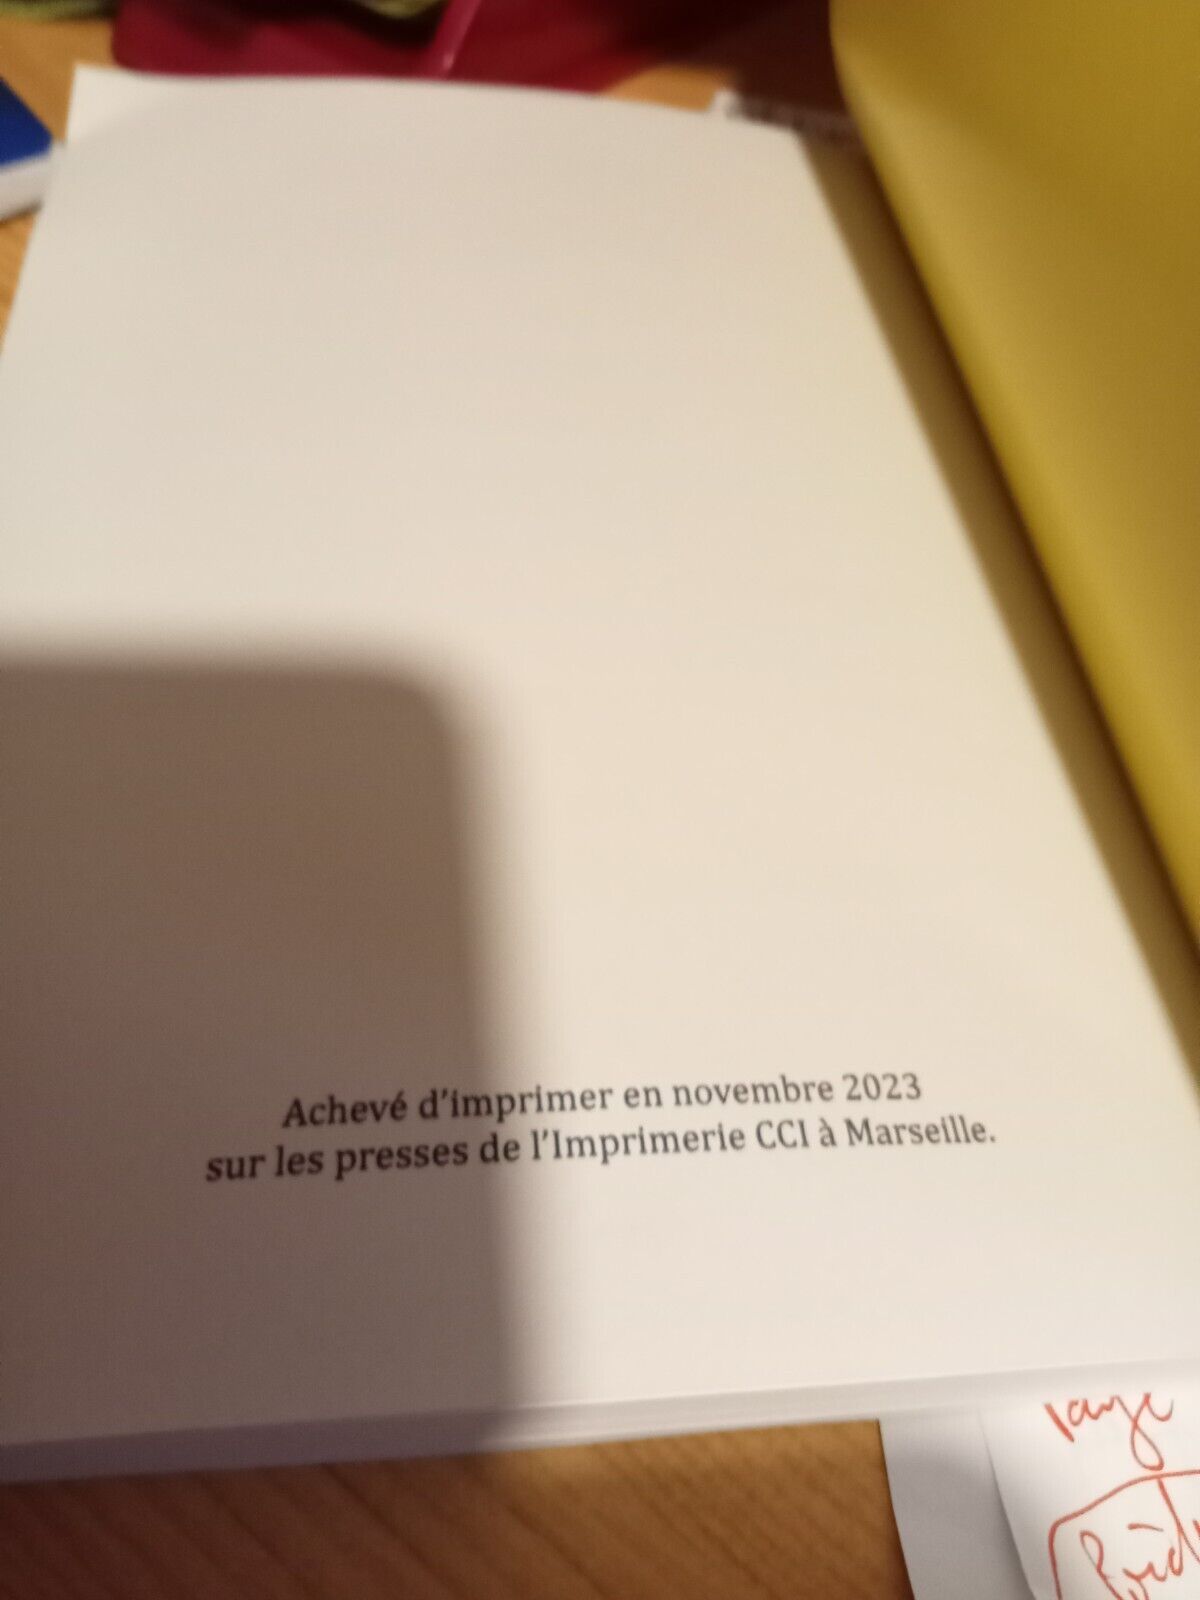 Achevé d'imprimer en novembre 2023
sur les presses de l'Imprimerie CCI à Marseille.